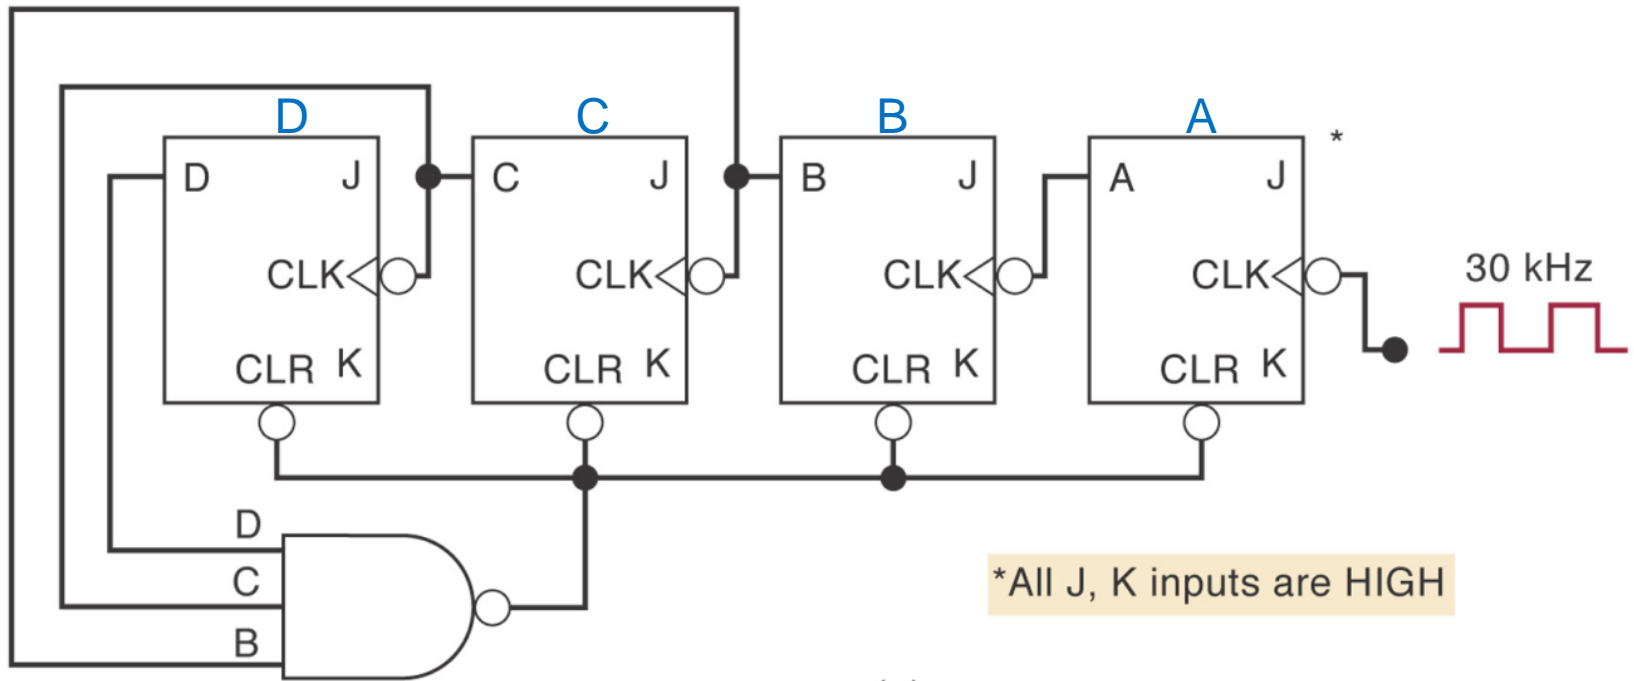 D C B A
D J C J B J A J *
CLK CLK CLK CLK
30 kHz
CLR K CLR K CLR K CLR K
D
C
B
*All J, K inputs are HIGH